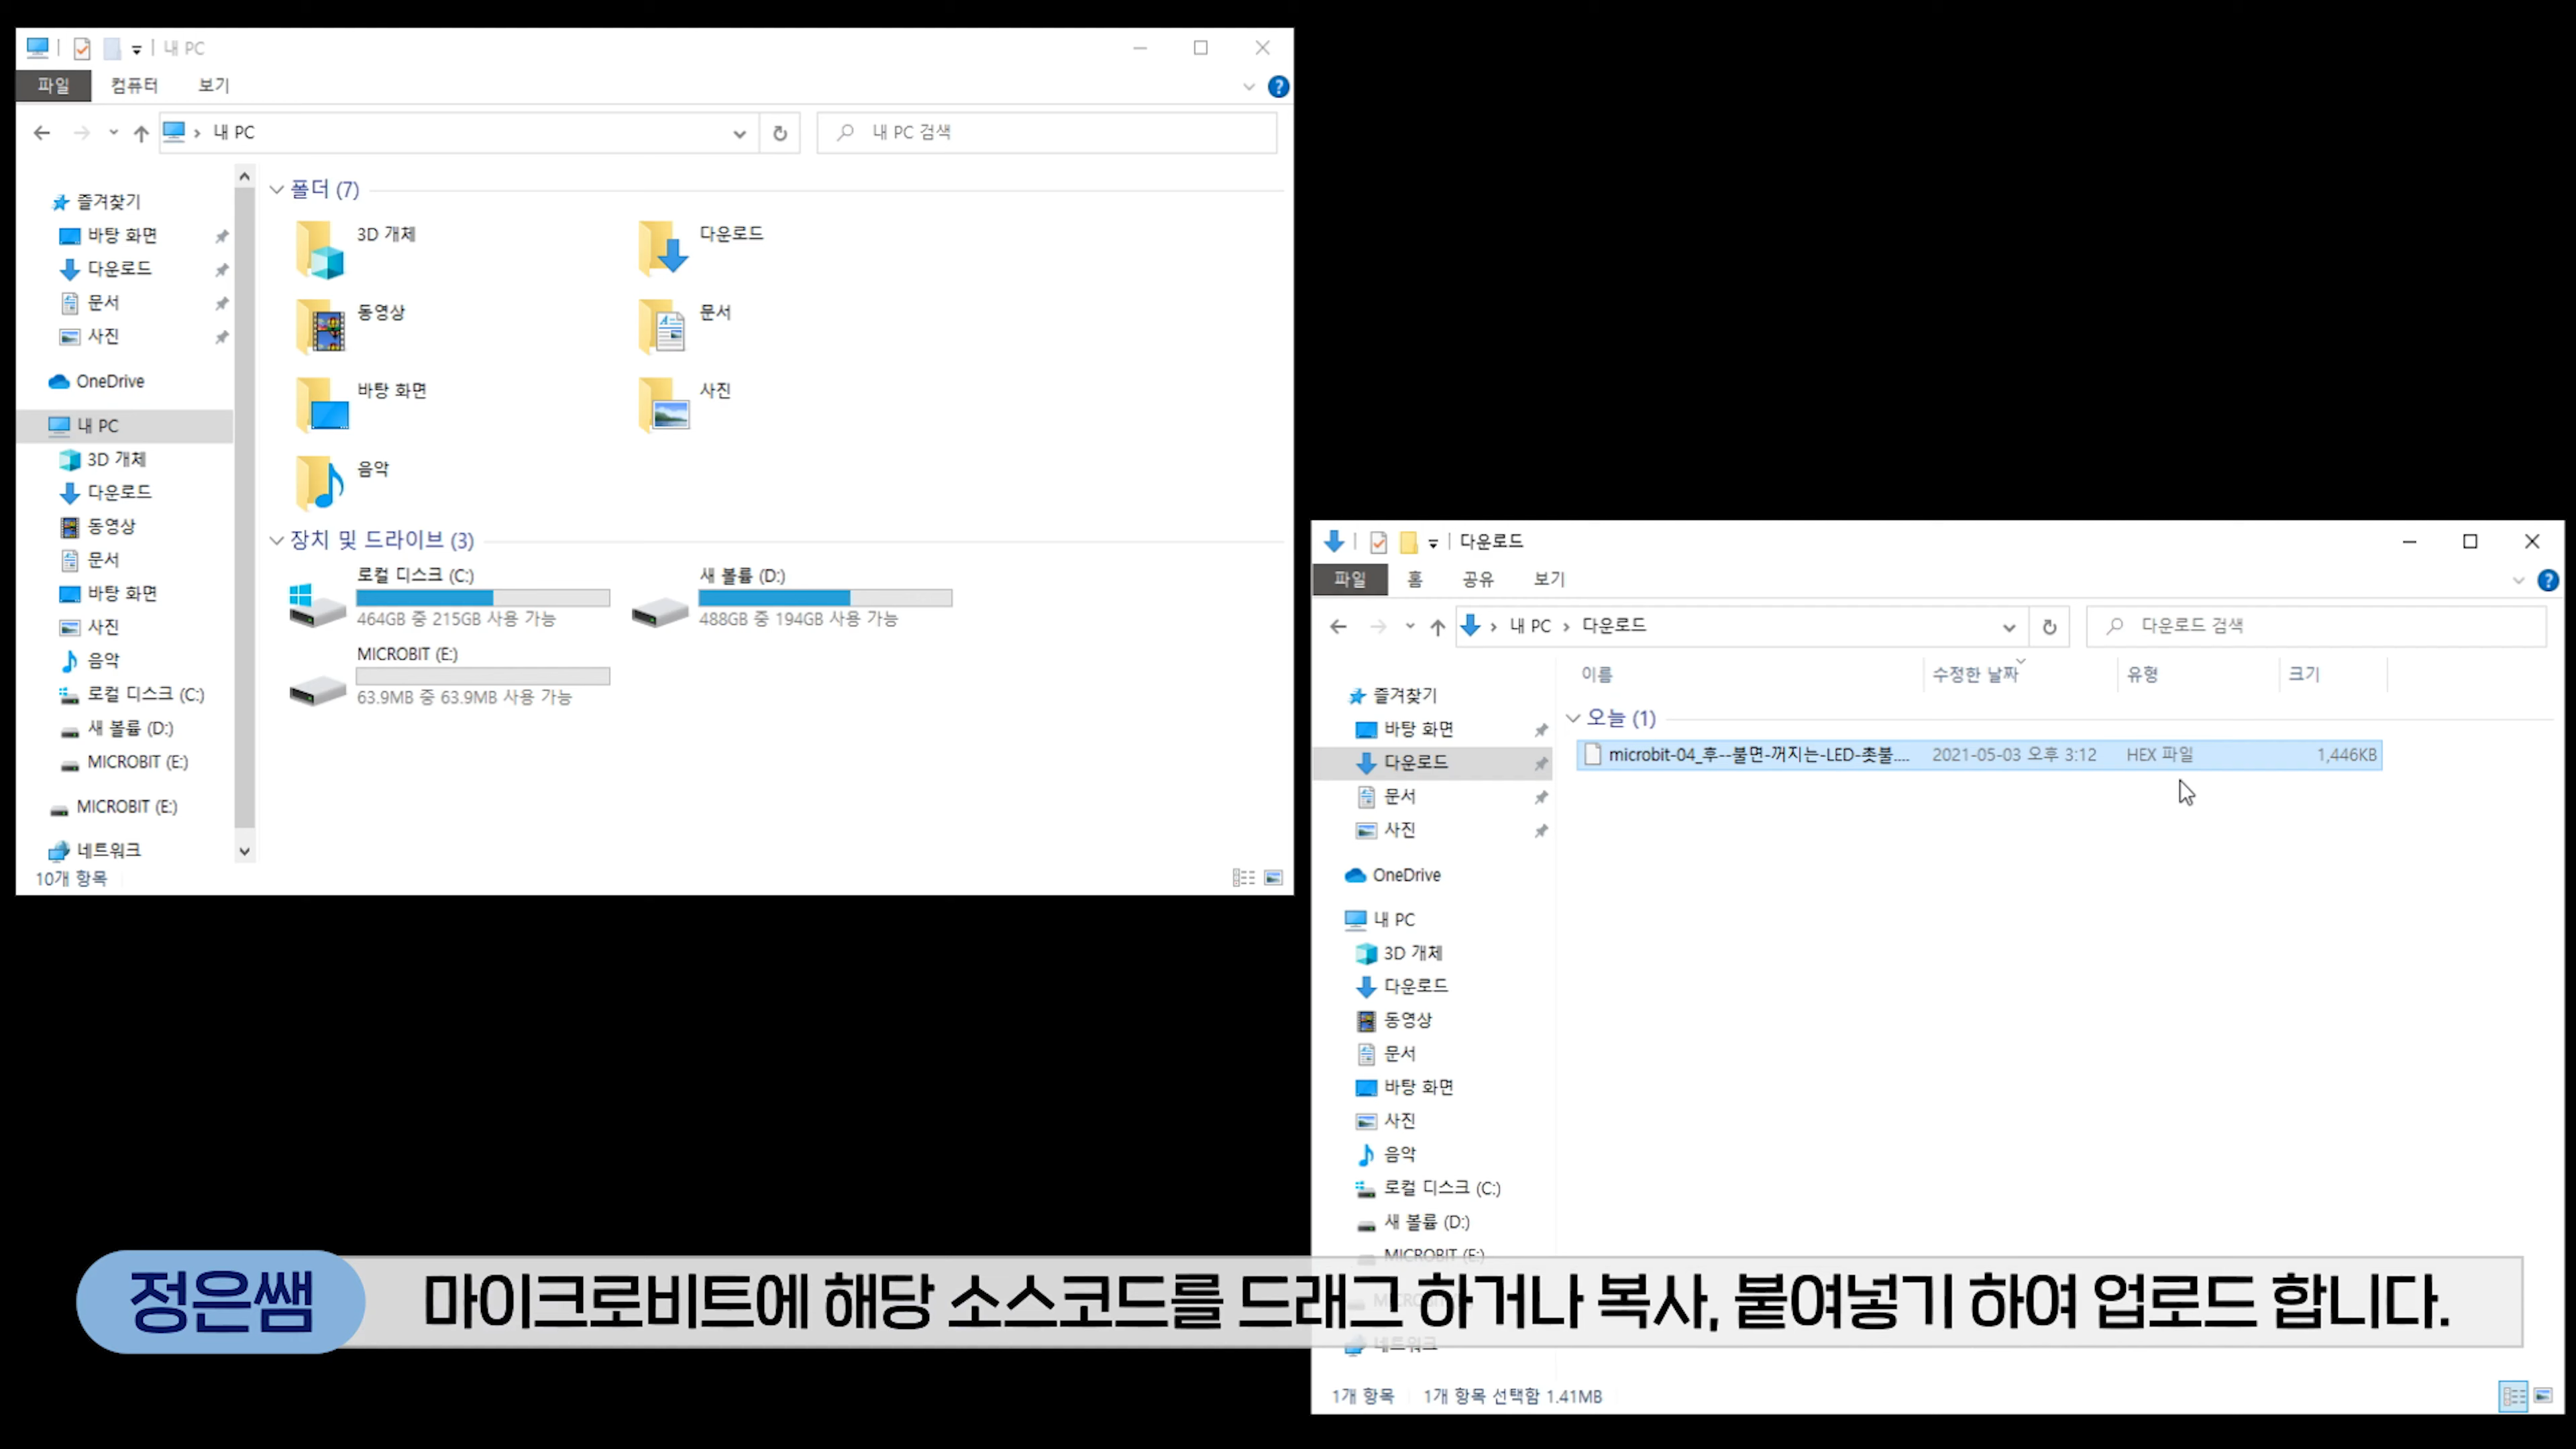 내 PC
파일 컴퓨터 보기
내 PC
내 PC 검색
즐겨찾기
바탕 화면
다운로드
문서
사진
OneDrive
내 PC
3D 개체
다운로드
동영상
문서
바탕 화면
사진
음악
로컬 디스크 (C:)
새 볼륨 (D:)
MICROBIT (E:)
MICROBIT (E:)
네트워크
10개 항목
폴더 (7)
3D 개체
다운로드
동영상
문서
바탕 화면
사진
음악
장치 및 드라이브 (3)
로컬 디스크 (C:)
464GB 중 215GB 사용 가능
새 볼륨 (D:)
488GB 중 194GB 사용 가능
MICROBIT (E:)
63.9MB 중 63.9MB 사용 가능
다운로드
파일 홈 공유 보기
내 PC > 다운로드
다운로드 검색
즐겨찾기
바탕 화면
다운로드
문서
사진
OneDrive
내 PC
3D 개체
다운로드
동영상
문서
바탕 화면
사진
음악
로컬 디스크 (C:)
새 볼륨 (D:)
MICROBIT (E:)
네트워크
이름 수정한 날짜 유형 크기
오늘 (1)
microbit-04_후--불면-꺼지는-LED-촛불.... 2021-05-03 오후 3:12 HEX 파일 1,446KB
1개 항목 1개 항목 선택함 1.41MB
정은쌤
마이크로비트에 해당 소스코드를 드래그 하거나 복사, 붙여넣기 하여 업로드 합니다.